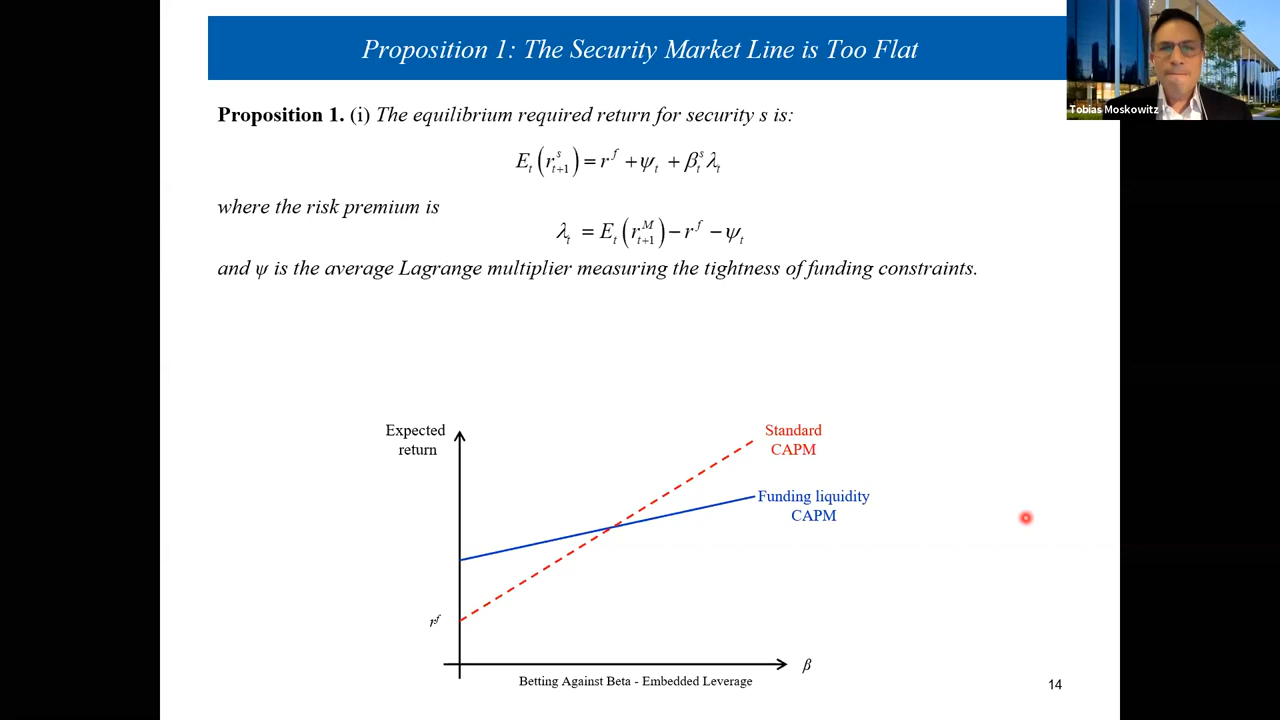 Proposition 1: The Security Market Line is Too Flat
Tobias Moskowitz
Proposition 1. (i) The equilibrium required return for security s is:
E_t(r^s_{t+1}) = r^f + ψ_t + β^s_t λ_t
where the risk premium is
λ_t = E_t(r^M_{t+1}) − r^f − ψ_t
and ψ is the average Lagrange multiplier measuring the tightness of funding constraints.
Expected
return
Standard
CAPM
Funding liquidity
CAPM
r^f
β
Betting Against Beta - Embedded Leverage
14